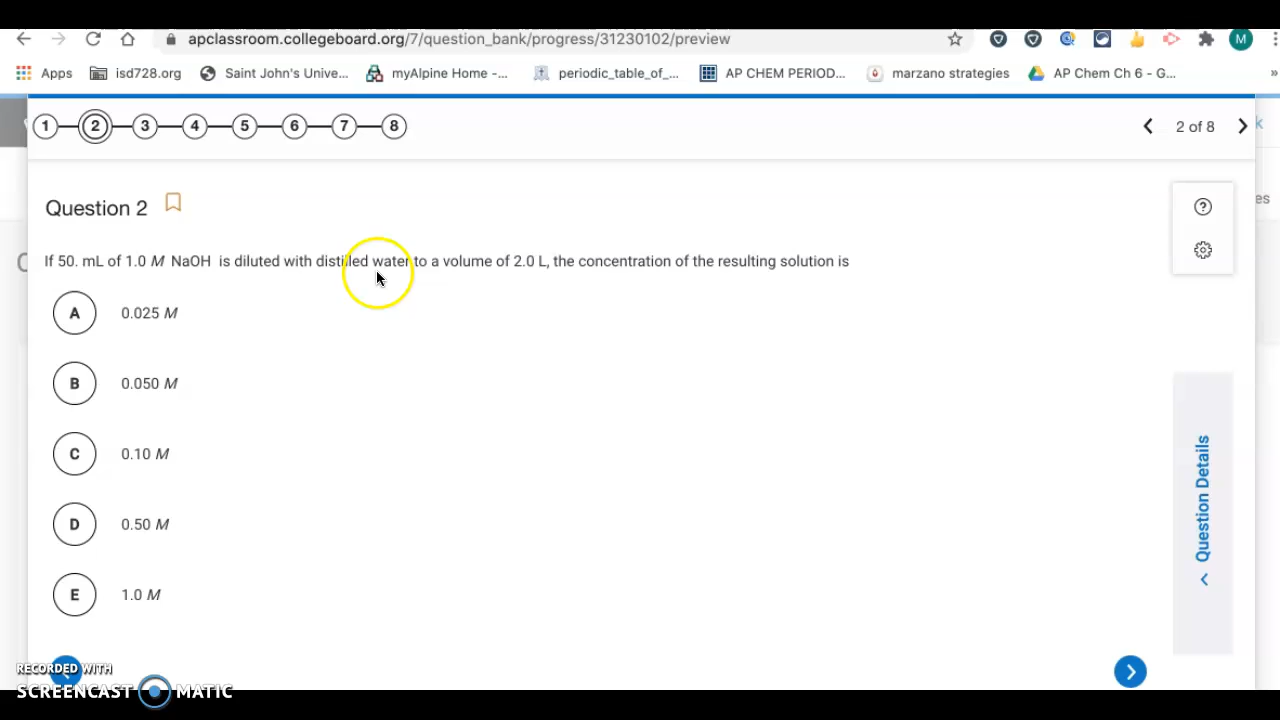 apclassroom.collegeboard.org/7/question_bank/progress/31230102/preview
M
Apps isd728.org Saint John's Unive... myAlpine Home -... periodic_table_of_... AP CHEM PERIOD... marzano strategies AP Chem Ch 6 - G... »
1 2 3 4 5 6 7 8 2 of 8
Question 2
If 50. mL of 1.0 M NaOH is diluted with distilled water to a volume of 2.0 L, the concentration of the resulting solution is
A 0.025 M
B 0.050 M
C 0.10 M
D 0.50 M
E 1.0 M
Question Details
RECORDED WITH
SCREENCAST MATIC